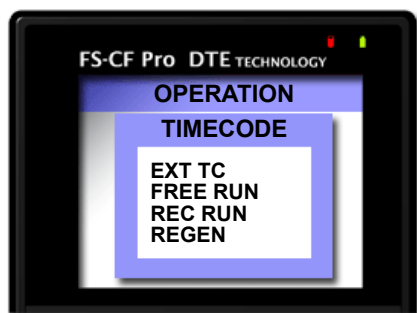 FS-CF Pro DTE TECHNOLOGY
OPERATION
TIMECODE
EXT TC
FREE RUN
REC RUN
REGEN